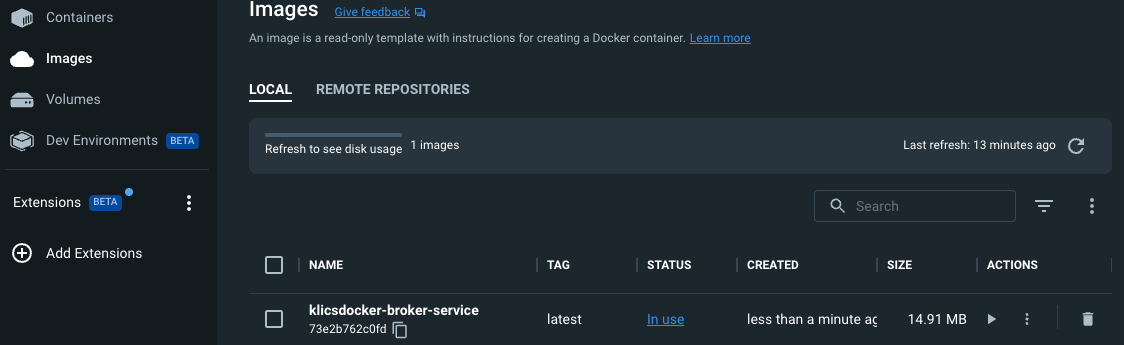 Containers
Images
Volumes
Dev Environments BETA
Extensions BETA
Add Extensions
Images Give feedback
An image is a read-only template with instructions for creating a Docker container. Learn more
LOCAL REMOTE REPOSITORIES
Refresh to see disk usage 1 images Last refresh: 13 minutes ago
Search
NAME TAG STATUS CREATED SIZE ACTIONS
klicsdocker-broker-service latest In use less than a minute ag 14.91 MB
73e2b762c0fd